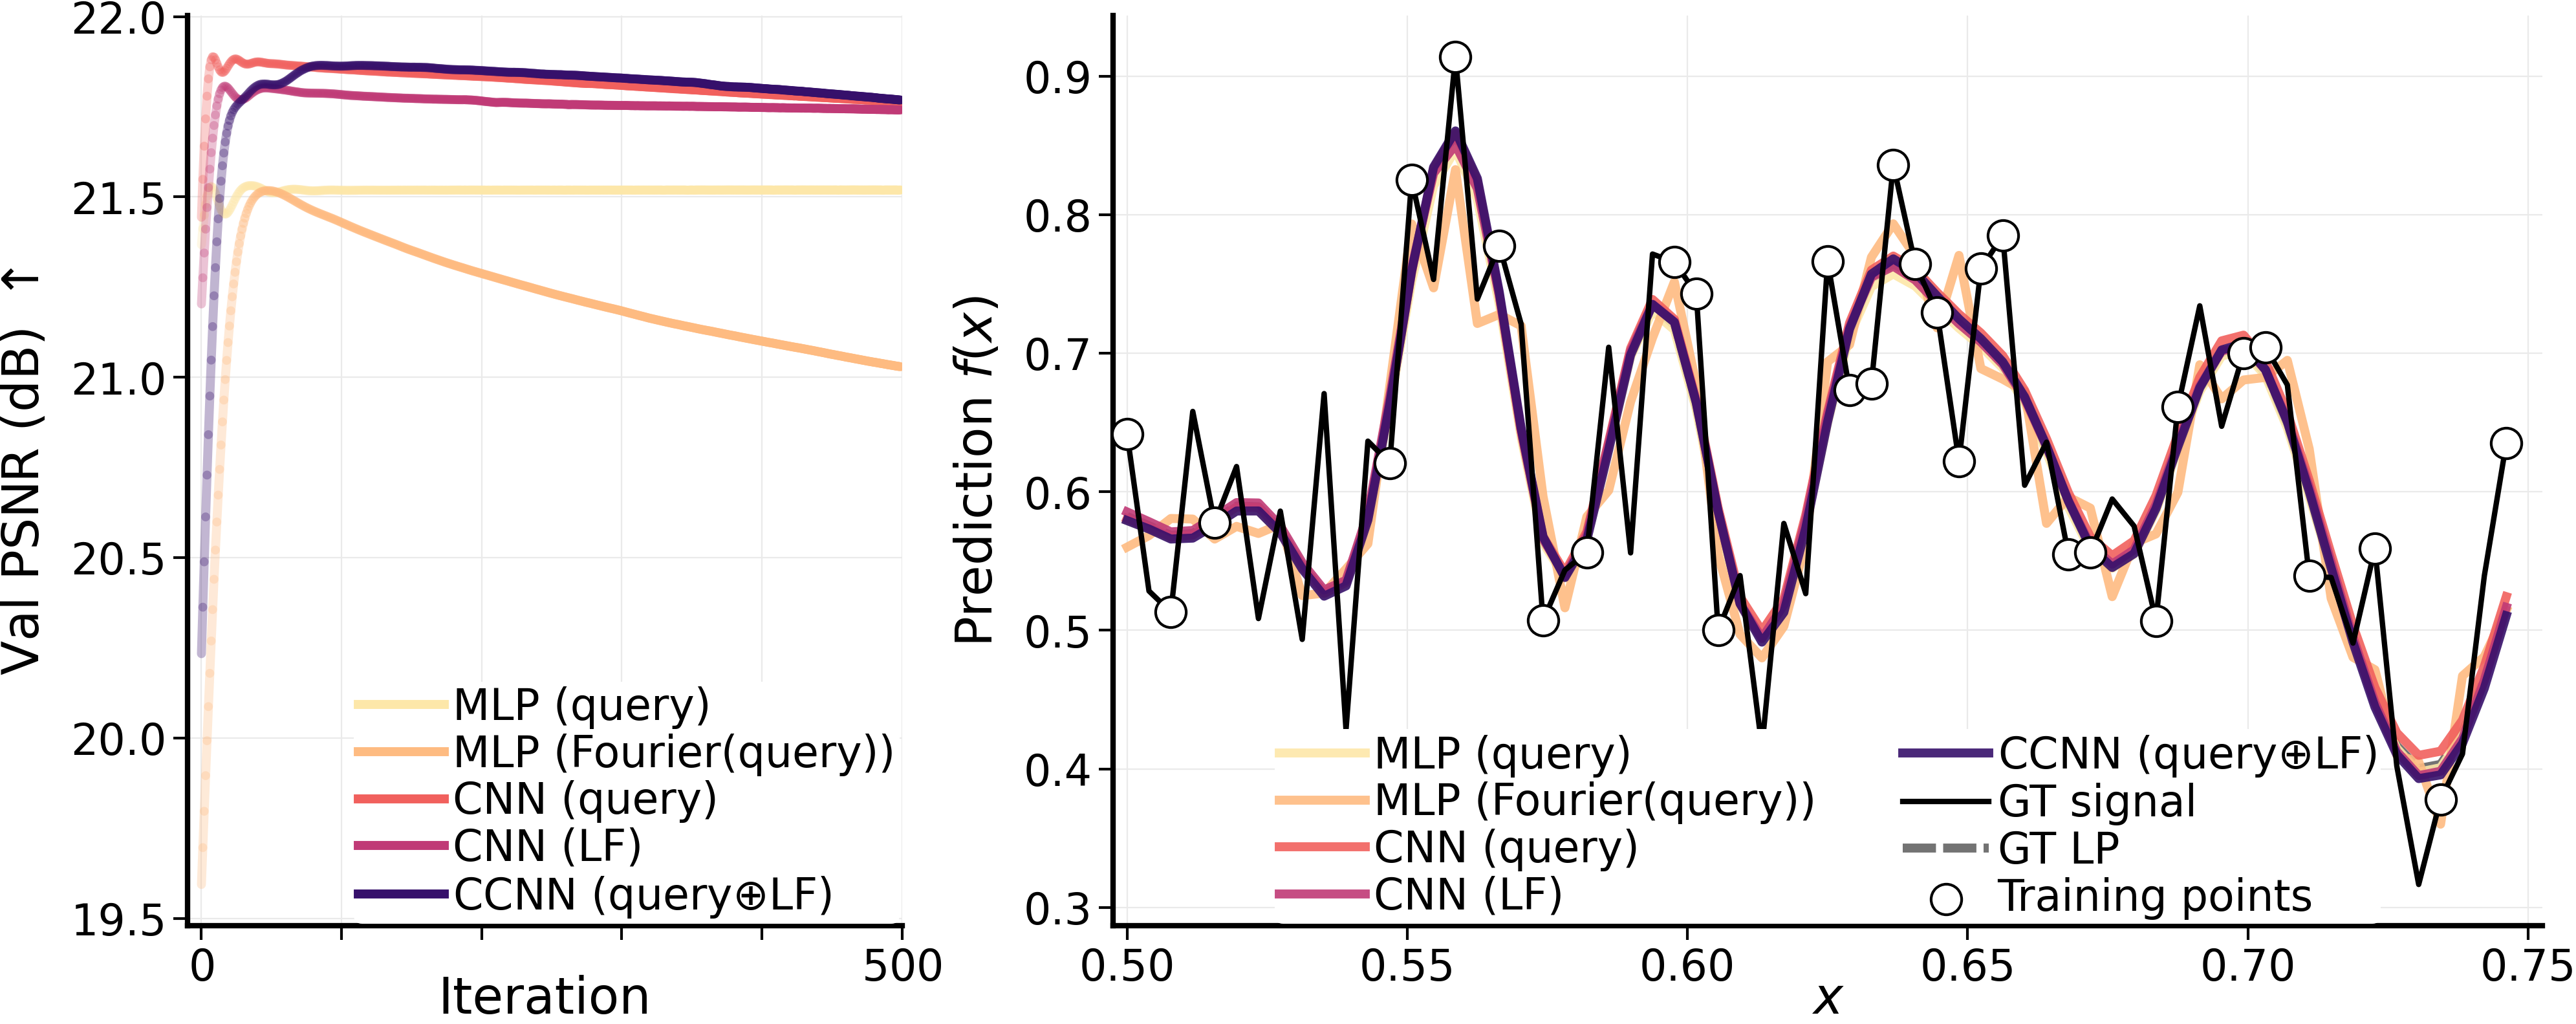 Val PSNR (dB) ↑
22.0
21.5
21.0
20.5
20.0
19.5
MLP (query)
MLP (Fourier(query))
CNN (query)
CNN (LF)
CCNN (query⊕LF)
0
500
Iteration
Prediction f(x)
0.9
0.8
0.7
0.6
0.5
0.4
0.3
MLP (query)
MLP (Fourier(query))
CNN (query)
CNN (LF)
CCNN (query⊕LF)
GT signal
GT LP
Training points
0.50
0.55
0.60
0.65
0.70
0.75
x